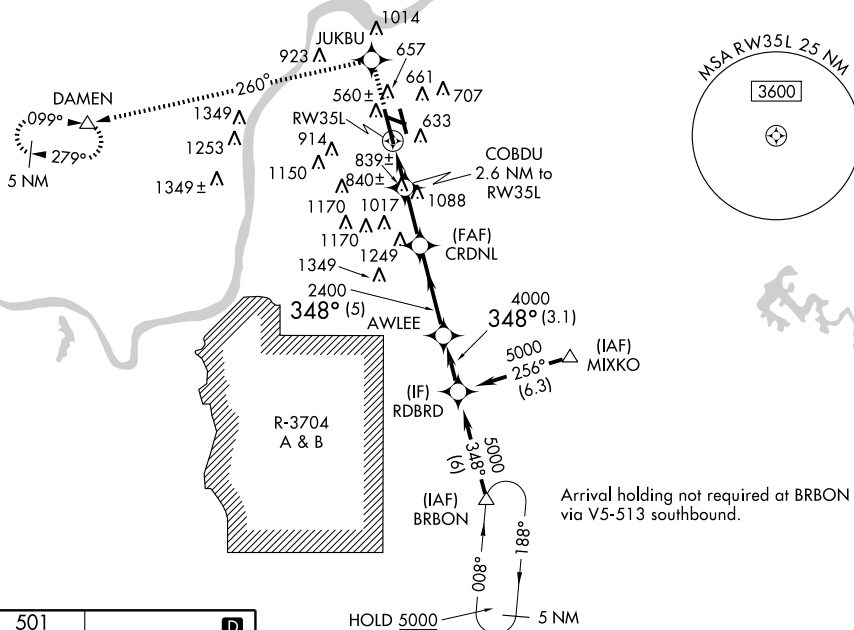 1014
JUKBU
923
657
MSA RW35L 25 NM
3600
260°
661
707
DAMEN
560±
099°
1349
RW35L
633
279°
1253
914
5 NM
1150
839±
COBDU
2.6 NM to
RW35L
1349±
840±
1088
1170
1017
1170
1249
(FAF)
CRDNL
1349
2400
348° (5)
4000
348° (3.1)
AWLEE
5000
256°
(6.3)
(IAF)
MIXKO
(IF)
RDBRD
R-3704
A & B
5000
348°
(6)
(IAF)
BRBON
Arrival holding not required at BRBON
via V5-513 southbound.
188°
008°
HOLD 5000
5 NM
501
D